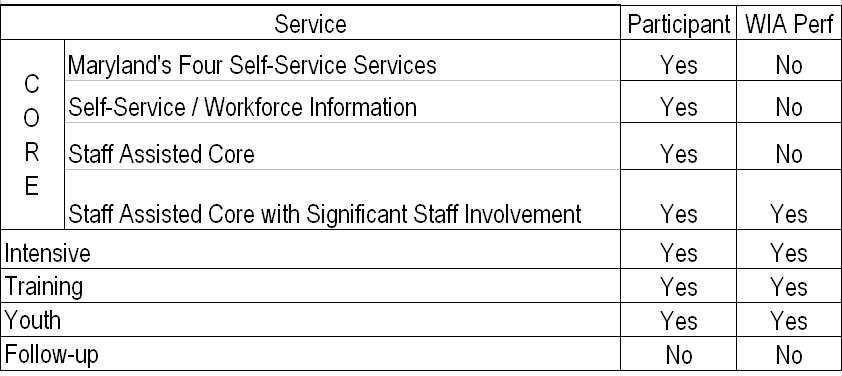 Service Participant WIA Perf
CORE
Maryland's Four Self-Service Services Yes No
Self-Service / Workforce Information Yes No
Staff Assisted Core Yes No
Staff Assisted Core with Significant Staff Involvement Yes Yes
Intensive Yes Yes
Training Yes Yes
Youth Yes Yes
Follow-up No No